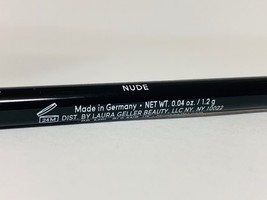 NUDE
Made in Germany • NET WT. 0.04 oz. / 1.2 g
24M DIST. BY LAURA GELLER BEAUTY, LLC NY, NY 10022